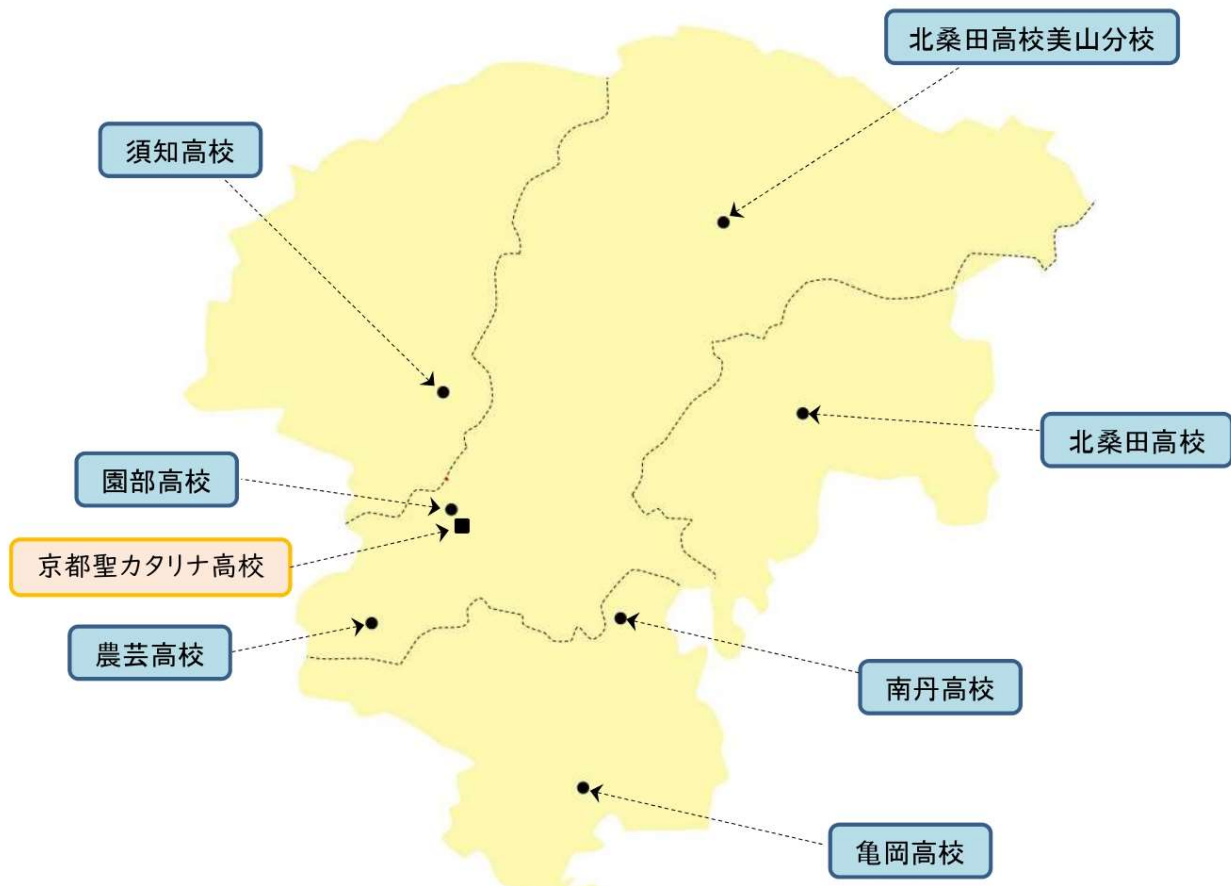 北桑田高校美山分校
須知高校
北桑田高校
園部高校
京都聖カタリナ高校
農芸高校
南丹高校
亀岡高校